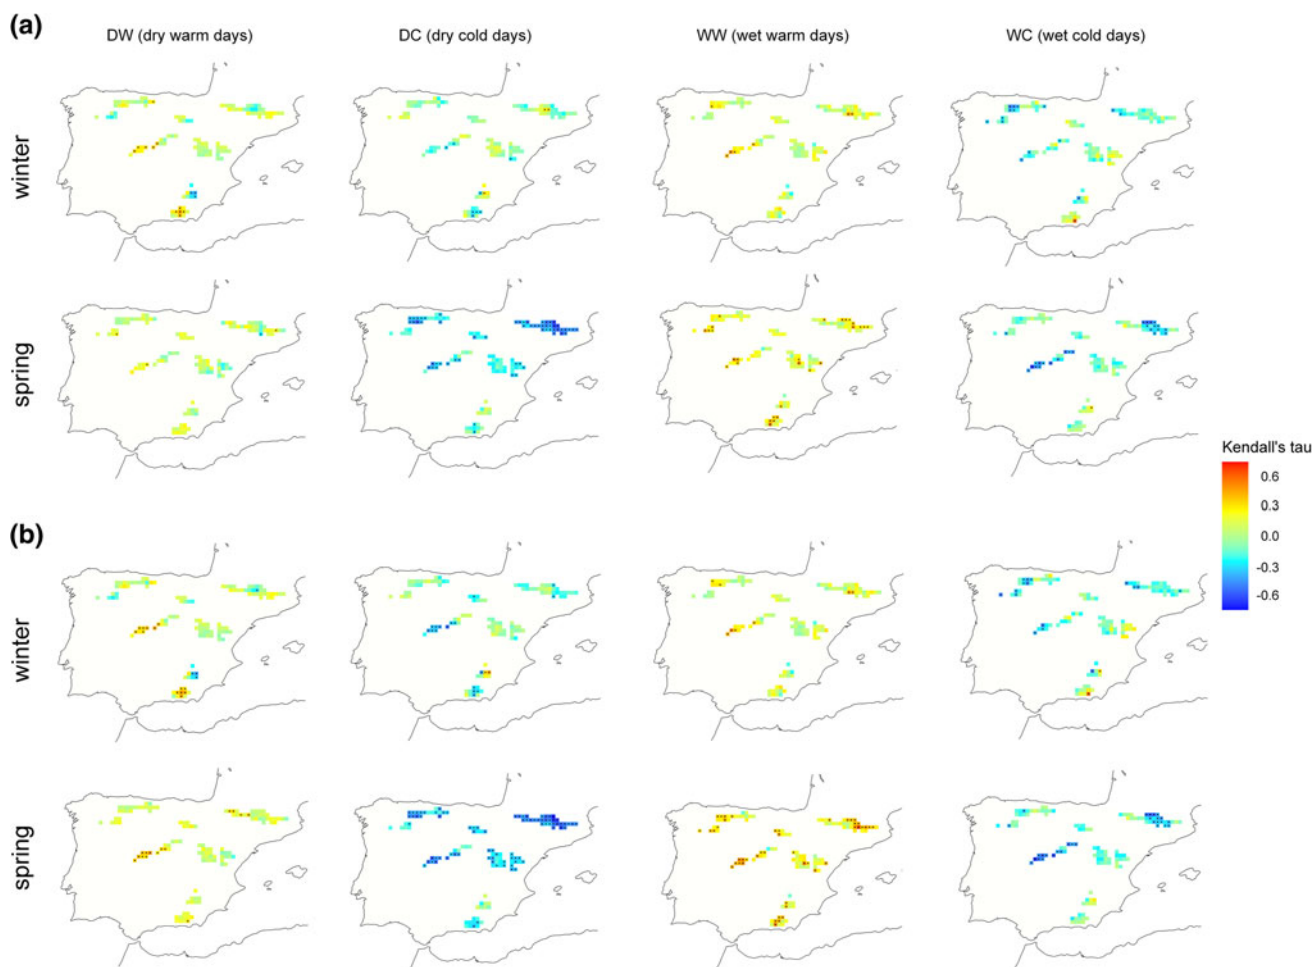 (a)
DW (dry warm days) DC (dry cold days) WW (wet warm days) WC (wet cold days)
winter
spring
Kendall's tau
0.6
0.3
0.0
-0.3
-0.6
(b)
winter
spring